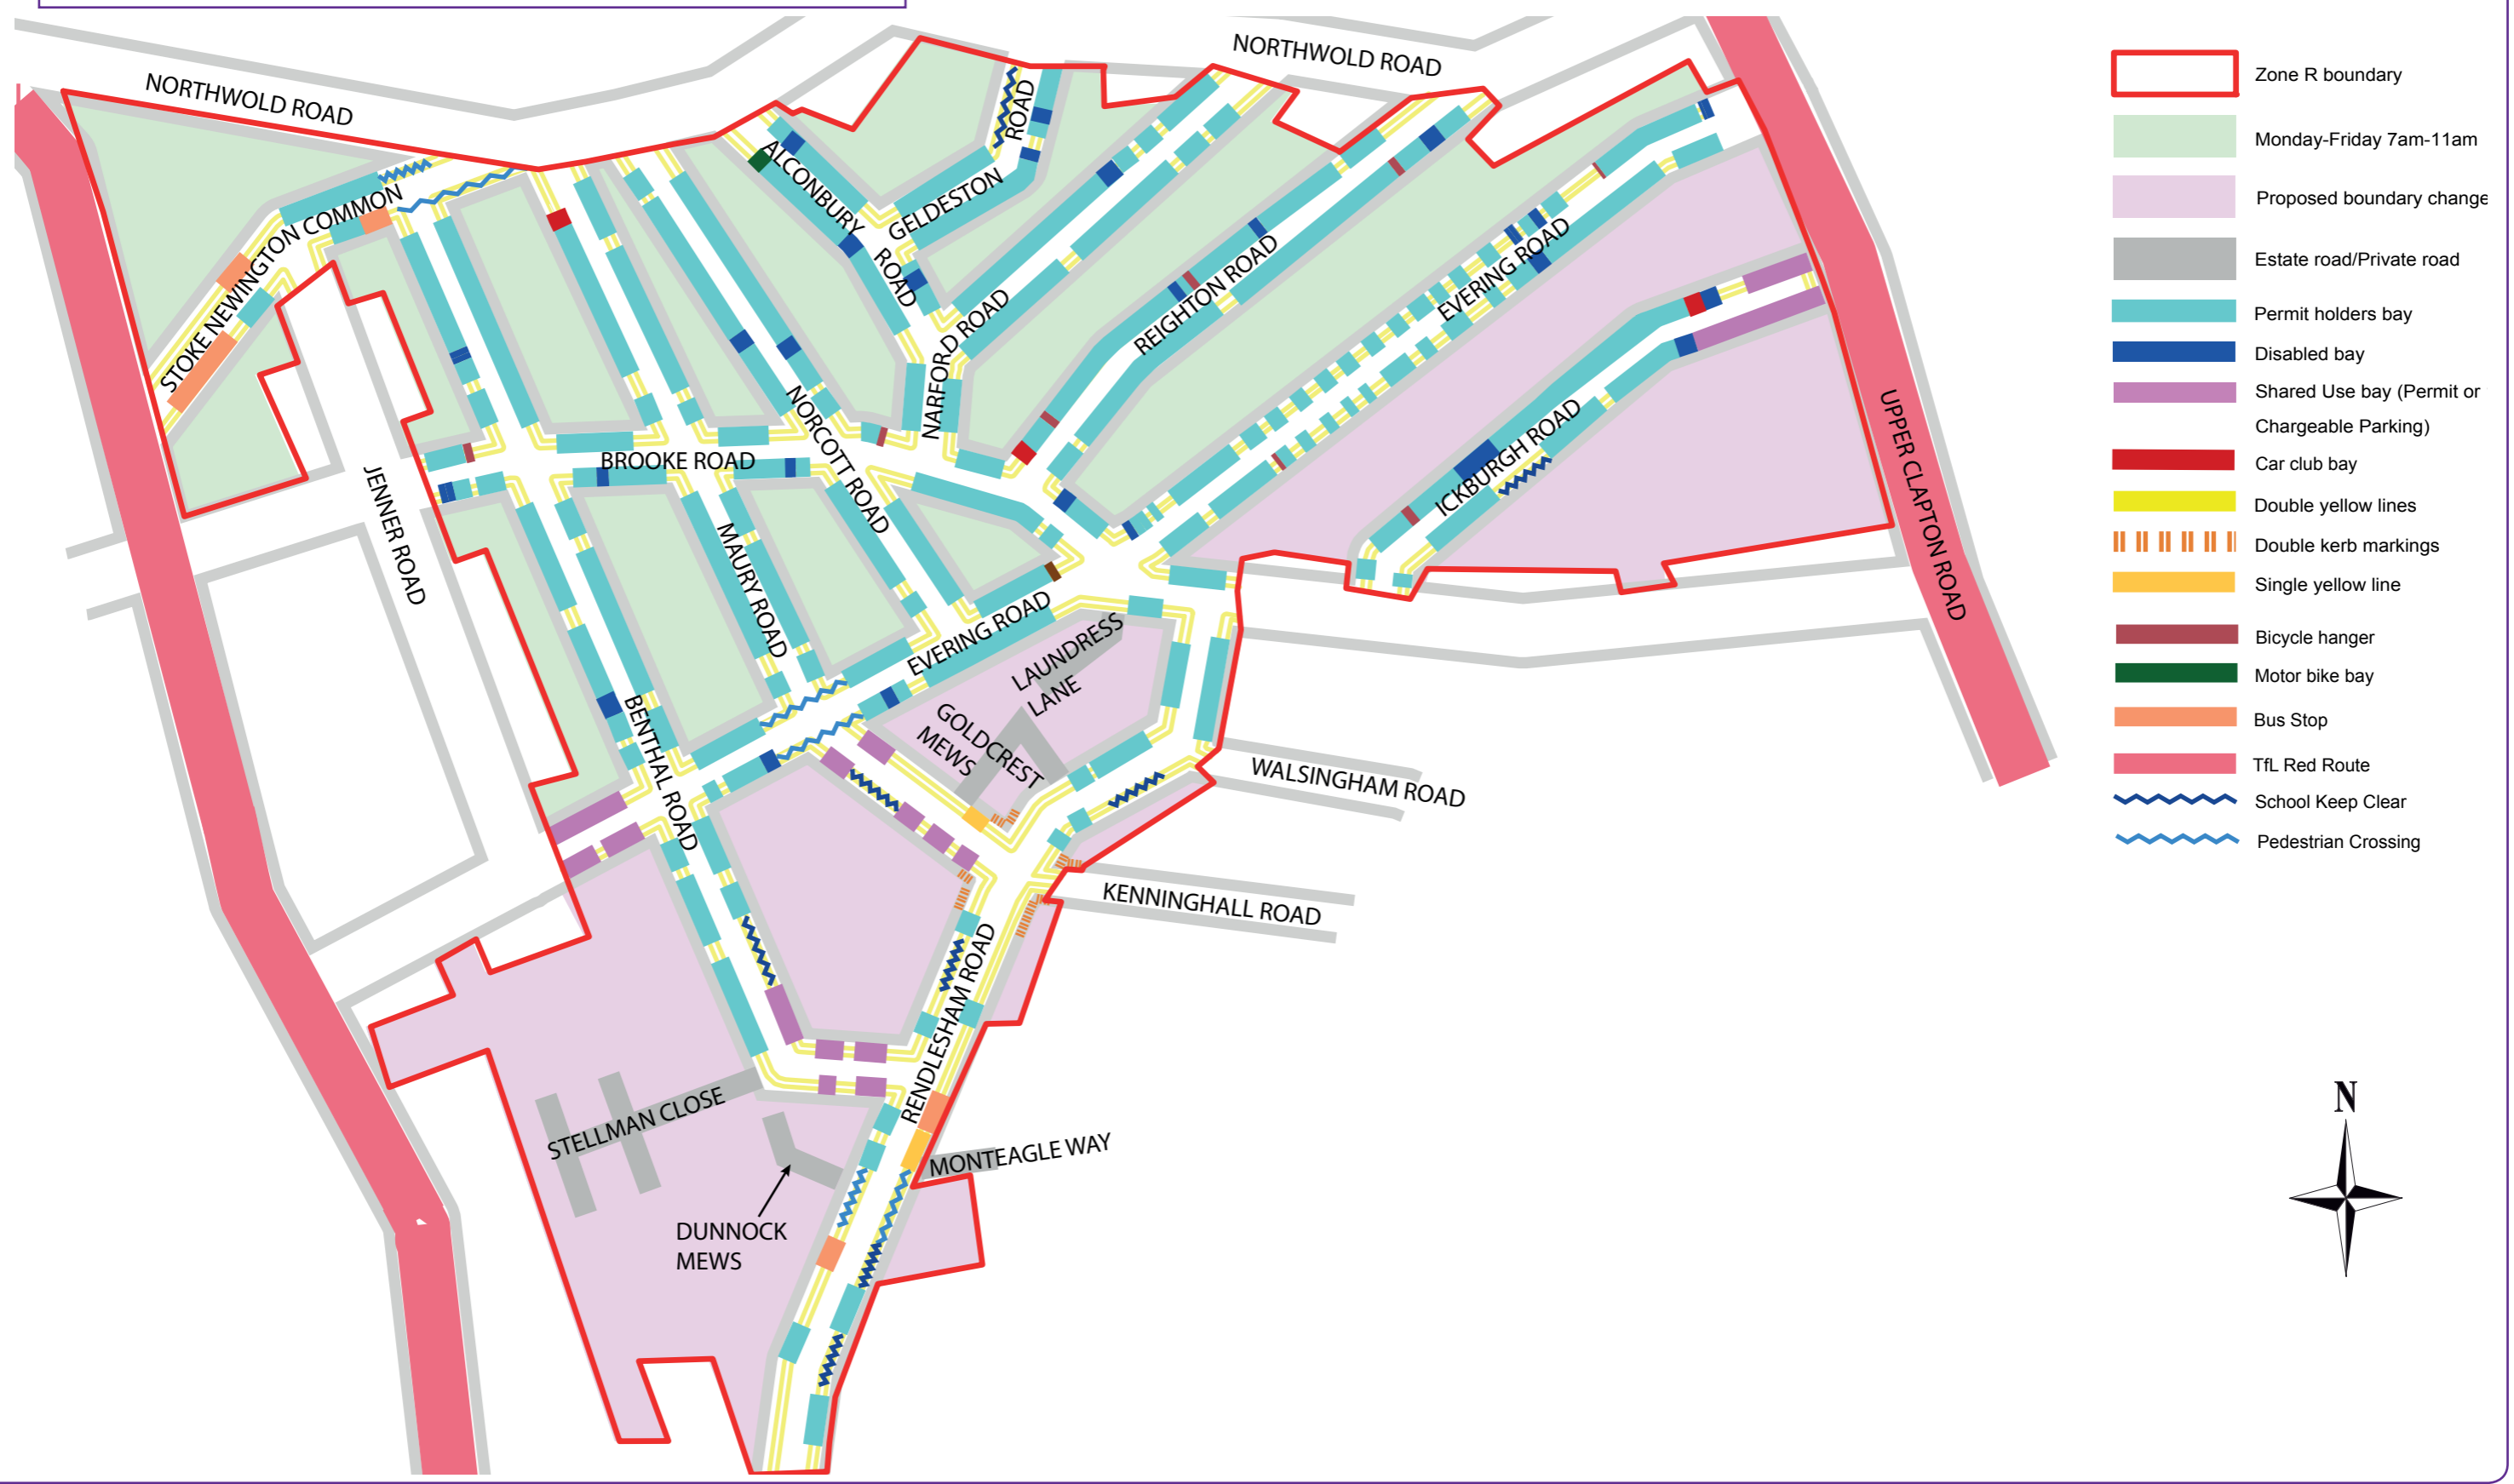 NORTHWOLD ROAD
NORTHWOLD ROAD
STOKE NEWINGTON COMMON
ALCONBURY
ROAD
GELDESTON
ROAD
NARFORD ROAD
REIGHTON ROAD
EVERING ROAD
ICKBURGH ROAD
UPPER CLAPTON ROAD
JENNER ROAD
BROOKE ROAD
NORCOTT ROAD
MAURY ROAD
BENTHAL ROAD
EVERING ROAD
LAUNDRESS
LANE
GOLDCREST
MEWS
WALSINGHAM ROAD
KENNINGHALL ROAD
RENDLESHAM ROAD
MONTEAGLE WAY
STELLMAN CLOSE
DUNNOCK
MEWS
Zone R boundary
Monday-Friday 7am-11am
Proposed boundary change
Estate road/Private road
Permit holders bay
Disabled bay
Shared Use bay (Permit or
Chargeable Parking)
Car club bay
Double yellow lines
Double kerb markings
Single yellow line
Bicycle hanger
Motor bike bay
Bus Stop
TfL Red Route
School Keep Clear
Pedestrian Crossing
N